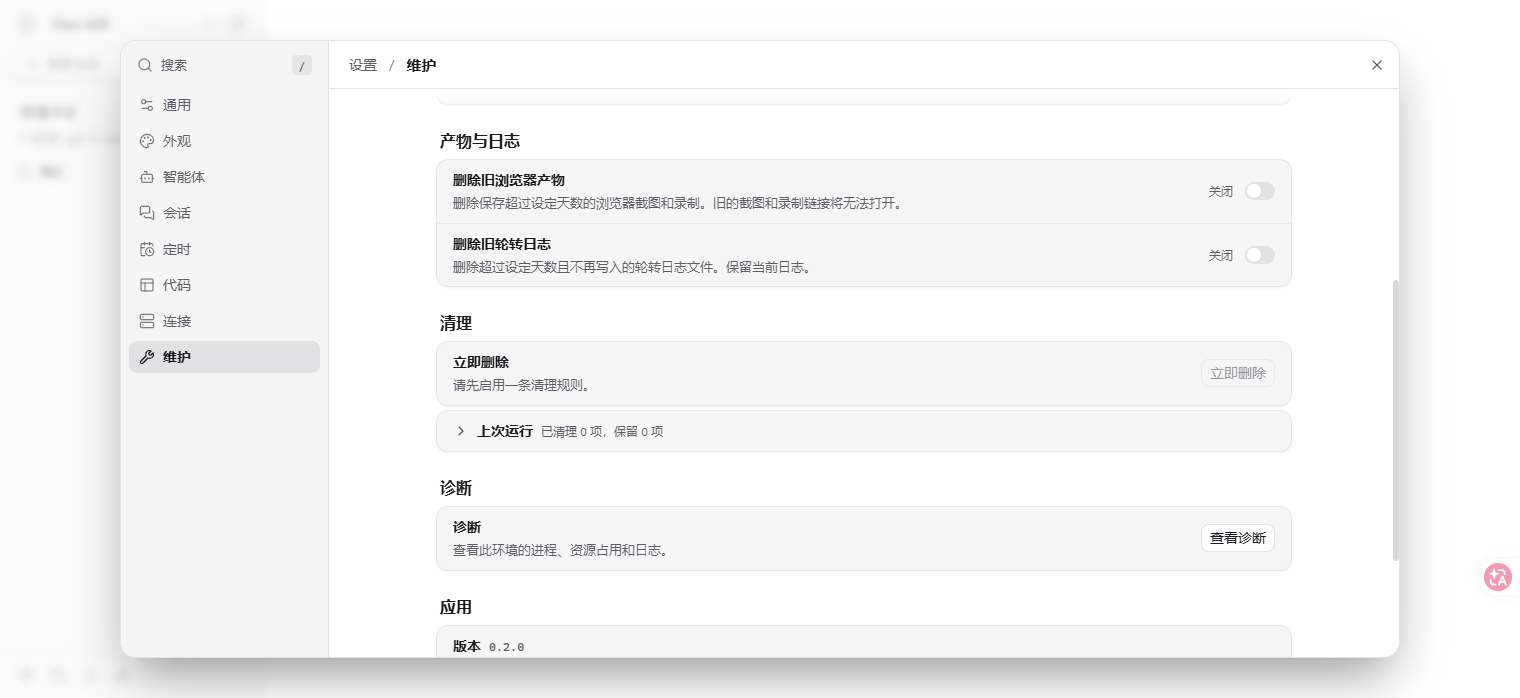 搜索
/
通用
外观
智能体
会话
定时
代码
连接
维护
设置 / 维护
产物与日志
删除旧浏览器产物
删除保存超过设定天数的浏览器截图和录制。旧的截图和录制链接将无法打开。
关闭
删除旧轮转日志
删除超过设定天数且不再写入的轮转日志文件。保留当前日志。
关闭
清理
立即删除
请先启用一条清理规则。
立即删除
上次运行 已清理 0 项，保留 0 项
诊断
诊断
查看此环境的进程、资源占用和日志。
查看诊断
应用
版本 0.2.0